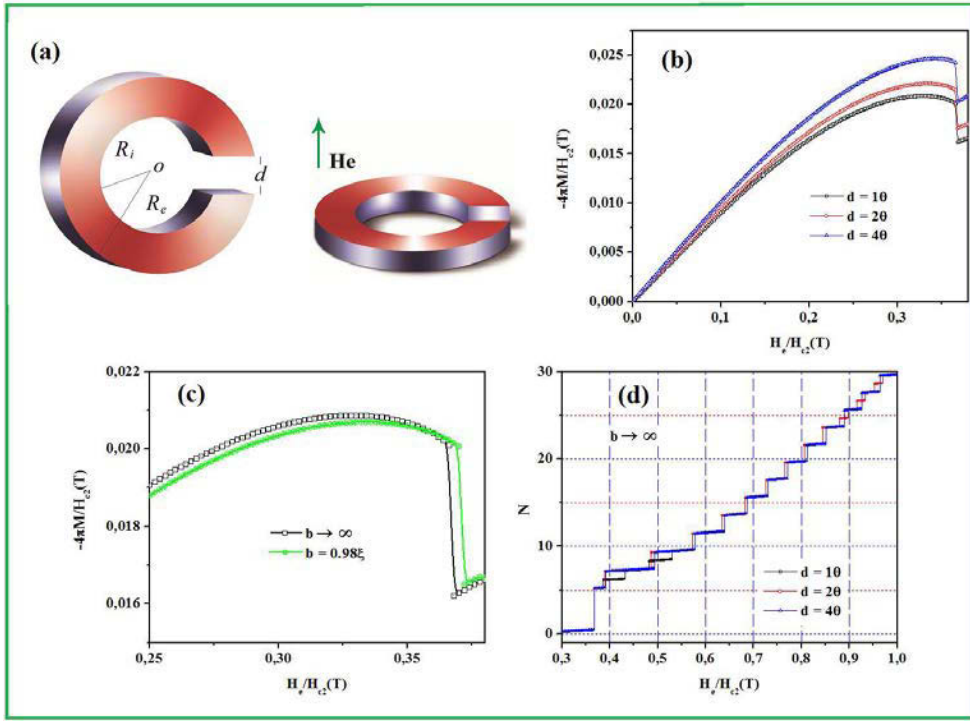 (a)
R_i
o
R_e
d
He
(b)
-4πM/H_c2(T)
0,025
0,020
0,015
0,010
0,005
0,000
0,0
0,1
0,2
0,3
H_e/H_c2(T)
d = 1θ
d = 2θ
d = 4θ
(c)
-4πM/H_c2(T)
0,022
0,020
0,018
0,016
0,25
0,30
0,35
H_e/H_c2(T)
b → ∞
b = 0.98ξ
(d)
N
30
20
10
0
0,3
0,4
0,5
0,6
0,7
0,8
0,9
1,0
H_e/H_c2(T)
b → ∞
d = 1θ
d = 2θ
d = 4θ